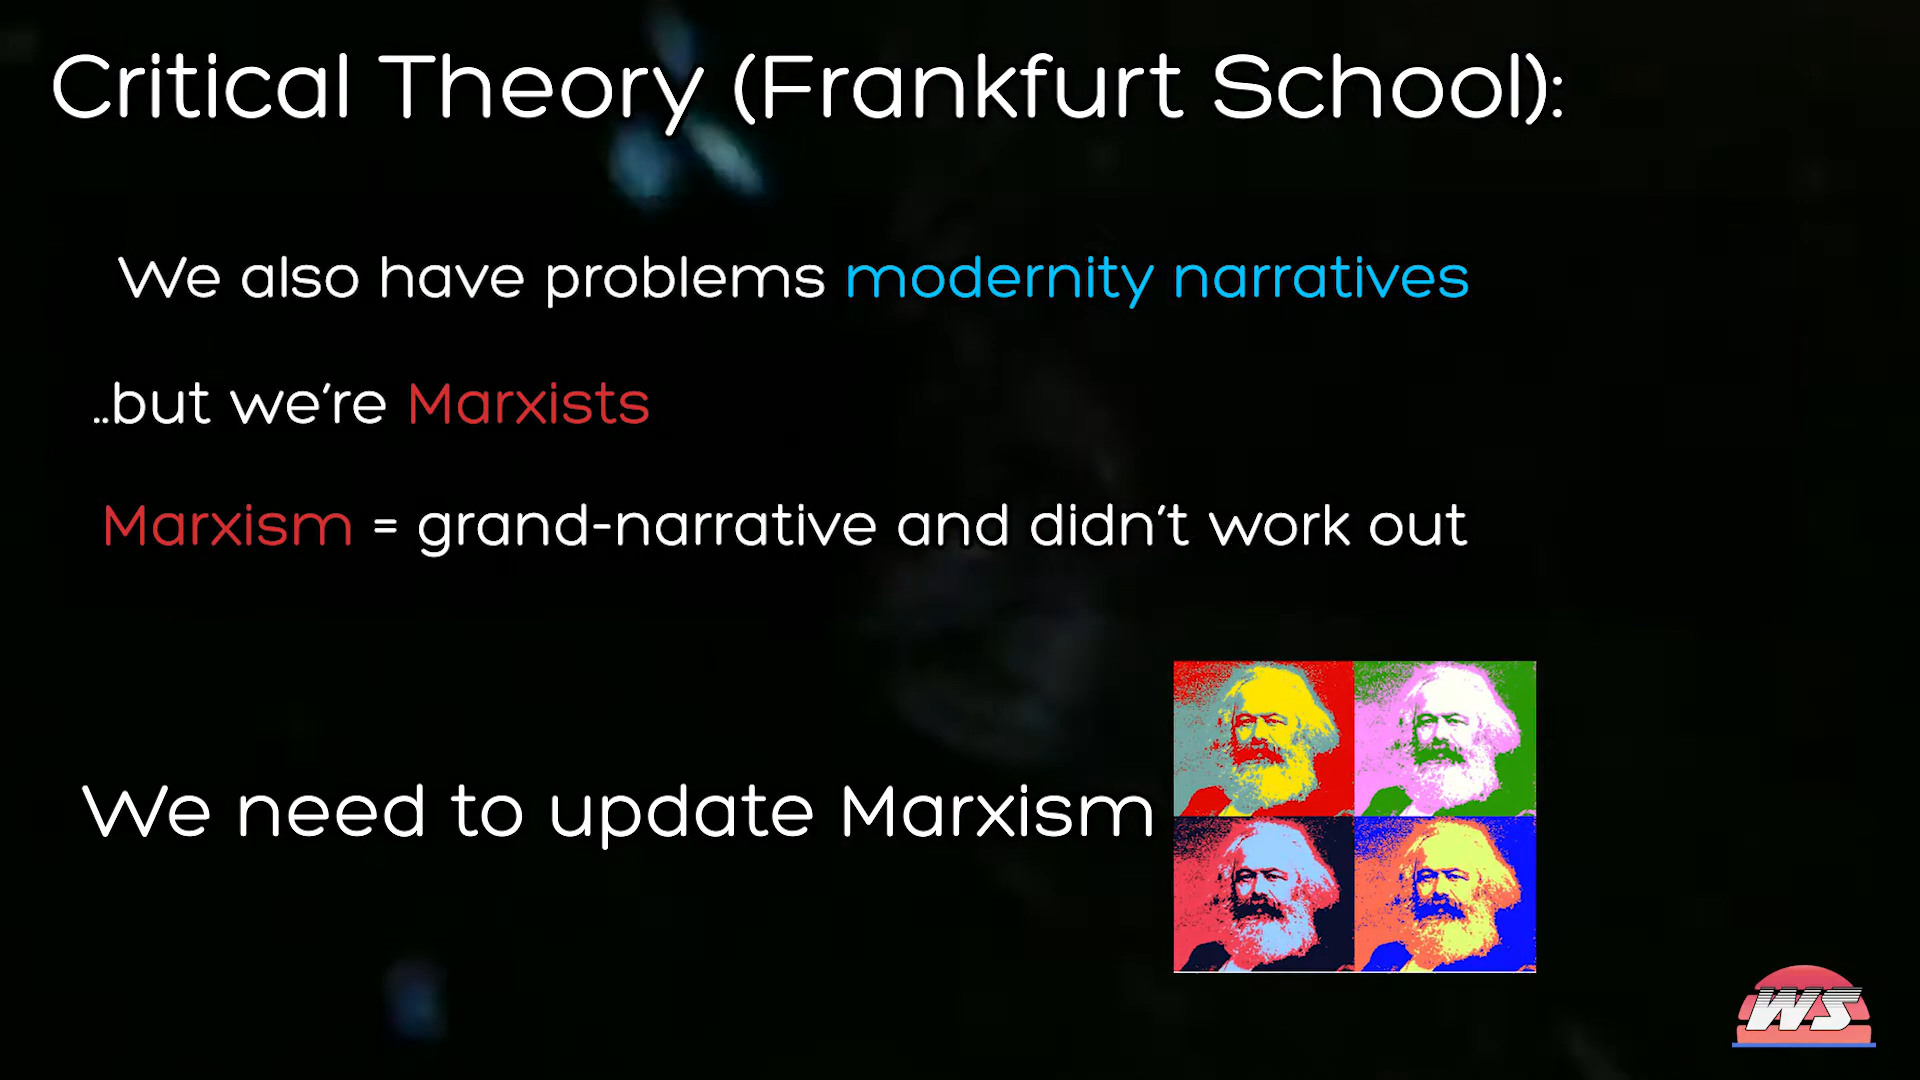 Critical Theory (Frankfurt School):
We also have problems modernity narratives
..but we're Marxists
Marxism = grand-narrative and didn't work out
We need to update Marxism
WS